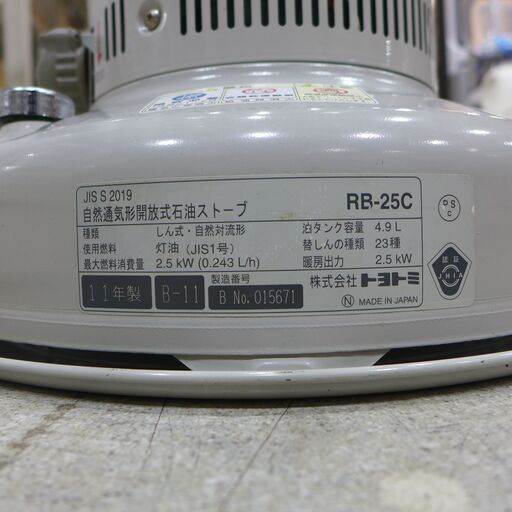 JIS S 2019
自然通気形開放式石油ストーブ RB-25C
種類 しん式・自然対流形 油タンク容量 4.9 L
使用燃料 灯油 (JIS1号) 替しんの種類 23種
最大燃料消費量 2.5 kW (0.243 L/h) 暖房出力 2.5 kW
11年製 B-11 製造番号 B No. 015671 株式会社トヨトミ
N MADE IN JAPAN
PSC
認証
JHIA